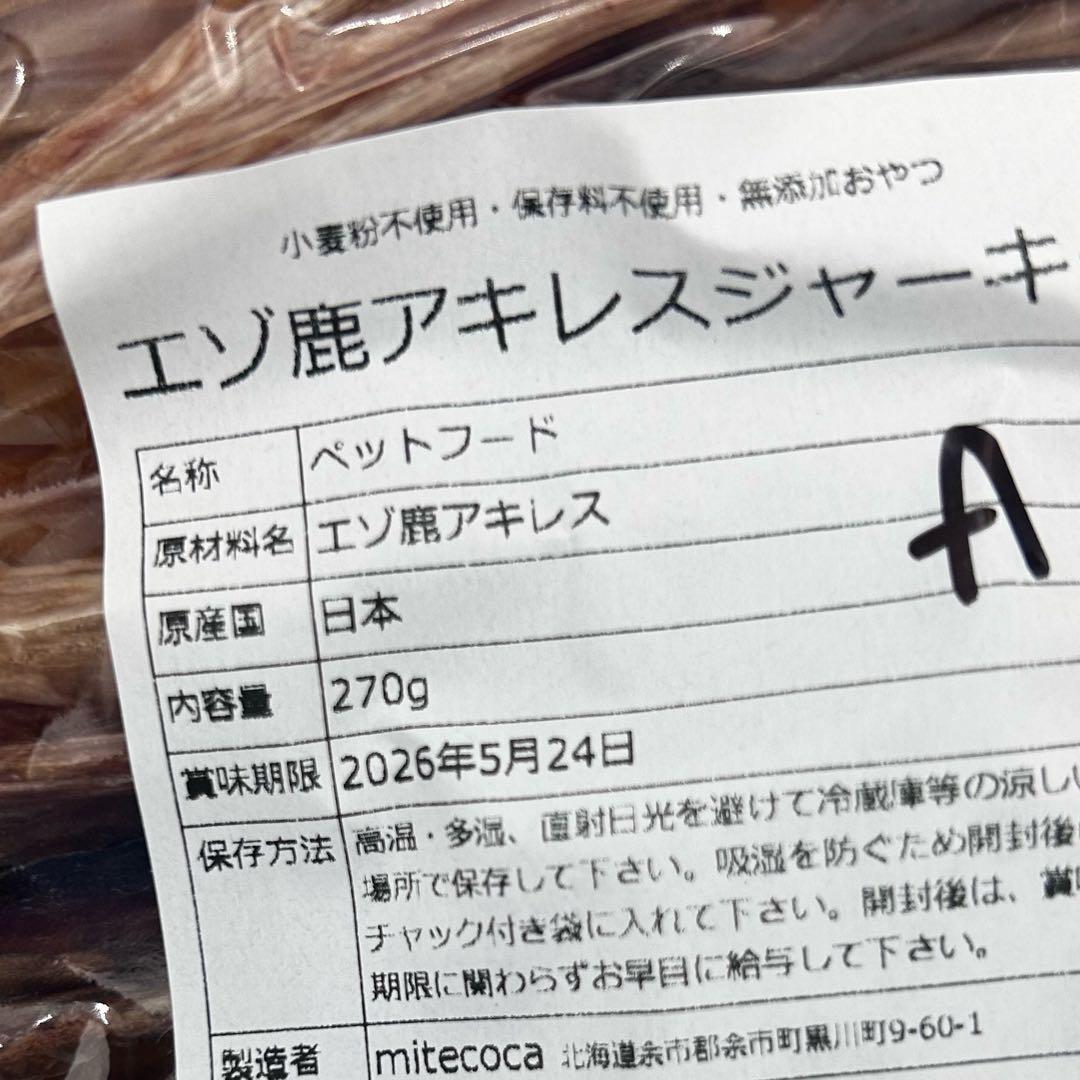 小麦粉不使用・保存料不使用・無添加おやつ
エゾ鹿アキレスジャーキ
A
名称 ペットフード
原材料名 エゾ鹿アキレス
原産国 日本
内容量 270g
賞味期限 2026年5月24日
保存方法 高温・多湿、直射日光を避けて冷蔵庫等の涼し
場所で保存して下さい。吸湿を防ぐため開封後
チャック付き袋に入れて下さい。開封後は、賞
期限に関わらずお早目に給与して下さい。
製造者 mitecoca 北海道余市郡余市町黒川町9-60-1